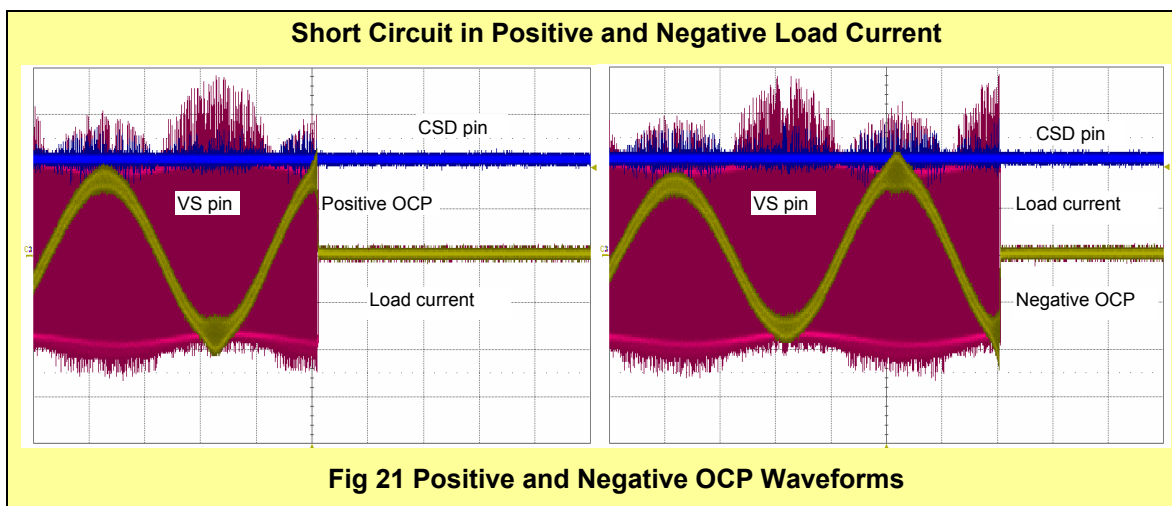 Short Circuit in Positive and Negative Load Current
CSD pin
VS pin
Positive OCP
Load current
CSD pin
VS pin
Load current
Negative OCP
Fig 21 Positive and Negative OCP Waveforms